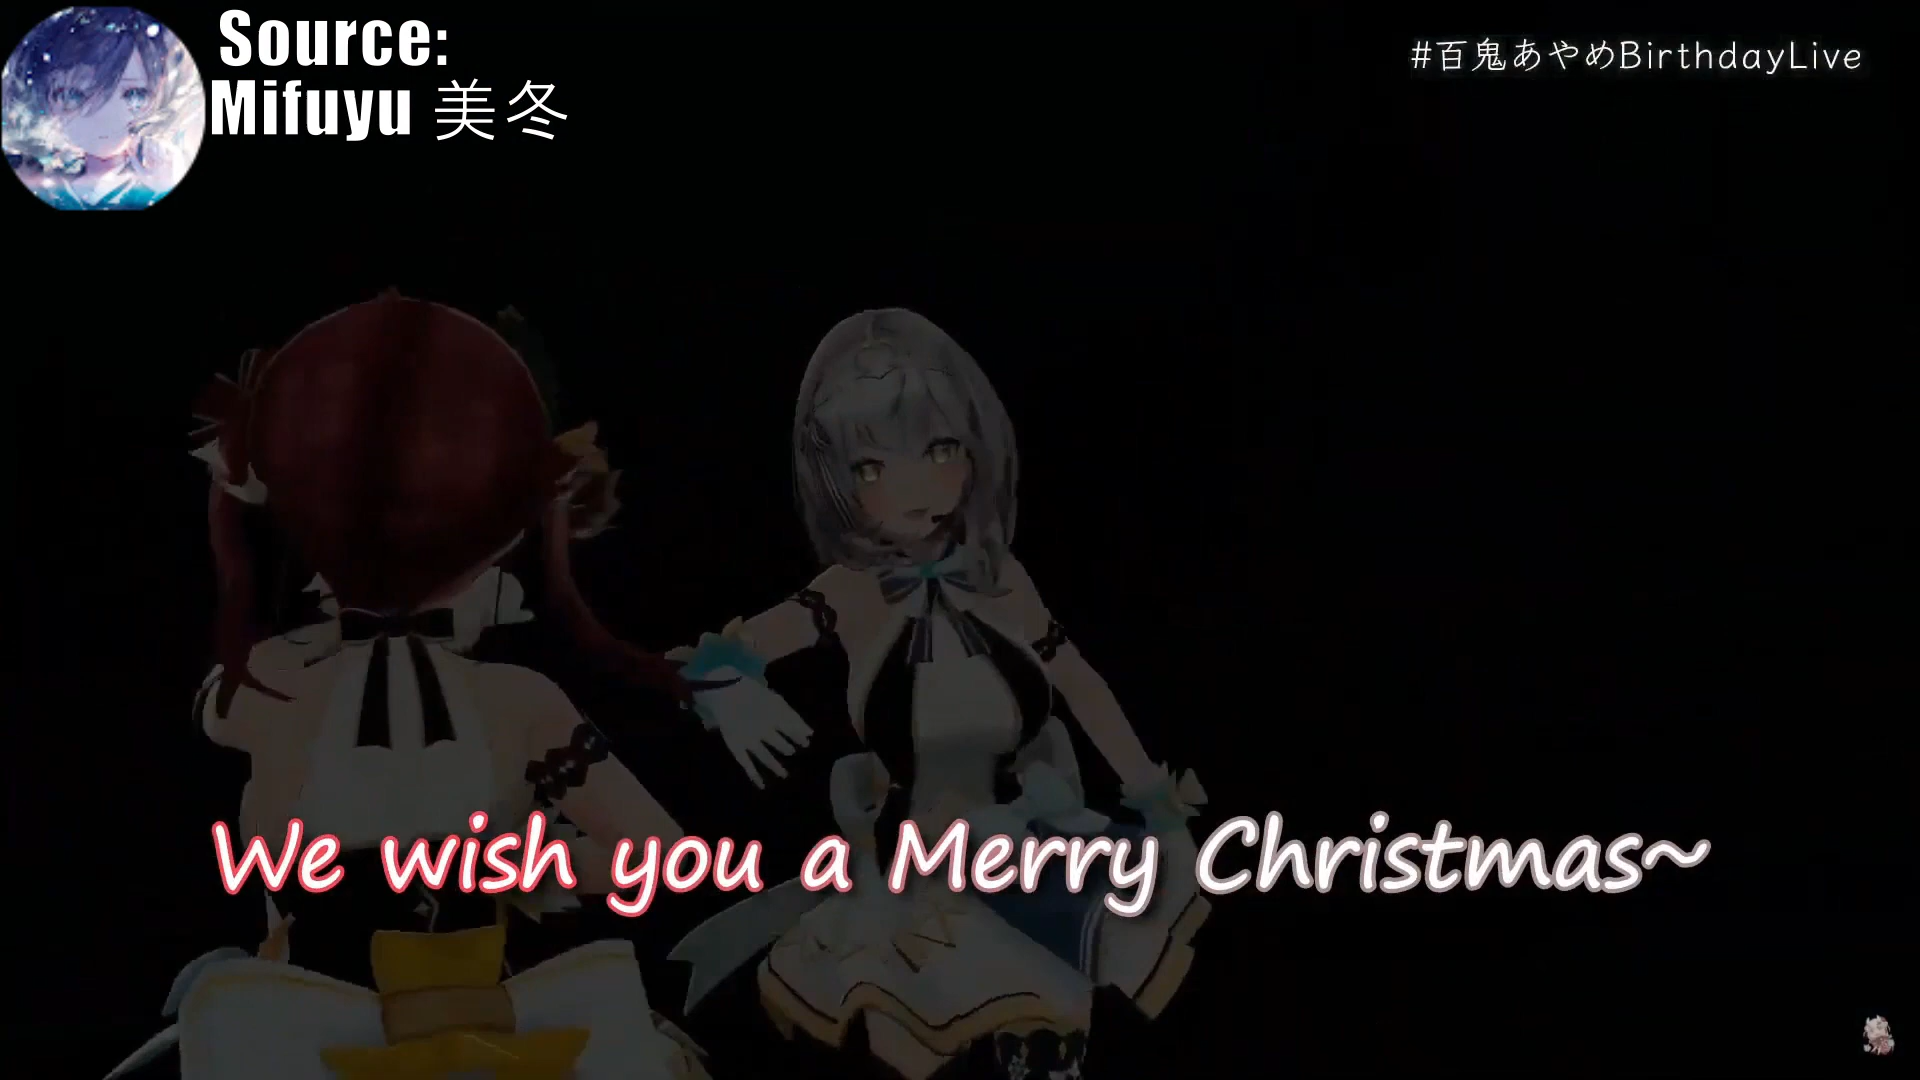 Source:
Mifuyu 美冬
#百鬼あやめBirthdayLive
We wish you a Merry Christmas~